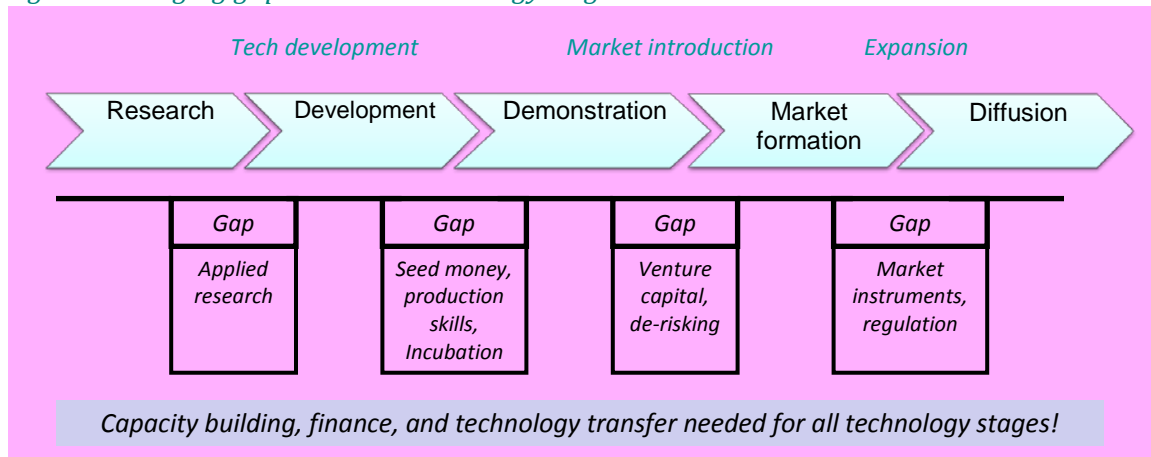 Tech development Market introduction Expansion
Research Development Demonstration Market formation Diffusion
Gap Gap Gap Gap
Applied
research
Seed money,
production
skills,
Incubation
Venture
capital,
de-risking
Market
instruments,
regulation
Capacity building, finance, and technology transfer needed for all technology stages!